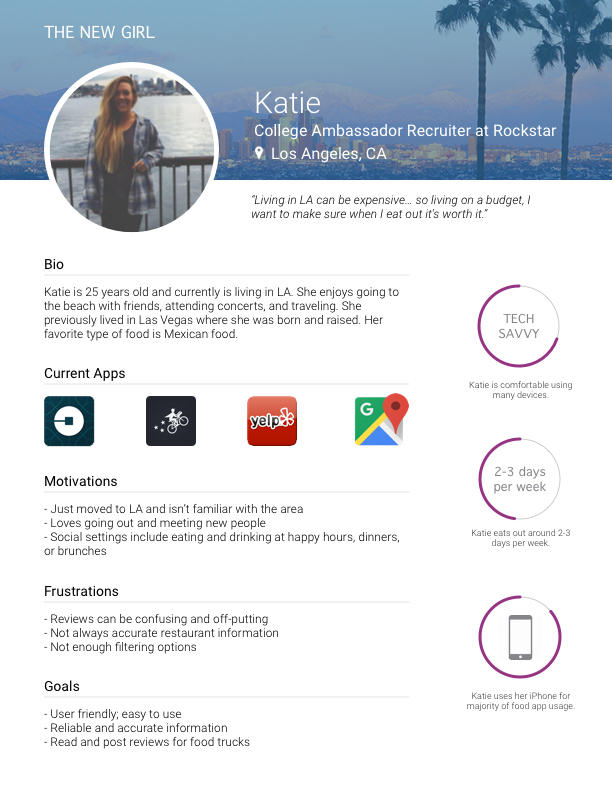 THE NEW GIRL
Katie
College Ambassador Recruiter at Rockstar
Los Angeles, CA
“Living in LA can be expensive… so living on a budget, I
want to make sure when I eat out it's worth it.”
Bio
Katie is 25 years old and currently is living in LA. She enjoys going to
the beach with friends, attending concerts, and traveling. She
previously lived in Las Vegas where she was born and raised. Her
favorite type of food is Mexican food.
Current Apps
yelp
G
Motivations
- Just moved to LA and isn’t familiar with the area
- Loves going out and meeting new people
- Social settings include eating and drinking at happy hours, dinners,
or brunches
Frustrations
- Reviews can be confusing and off-putting
- Not always accurate restaurant information
- Not enough filtering options
Goals
- User friendly; easy to use
- Reliable and accurate information
- Read and post reviews for food trucks
TECH
SAVVY
Katie is comfortable using
many devices.
2-3 days
per week
Katie eats out around 2-3
days per week.
Katie uses her iPhone for
majority of food app usage.